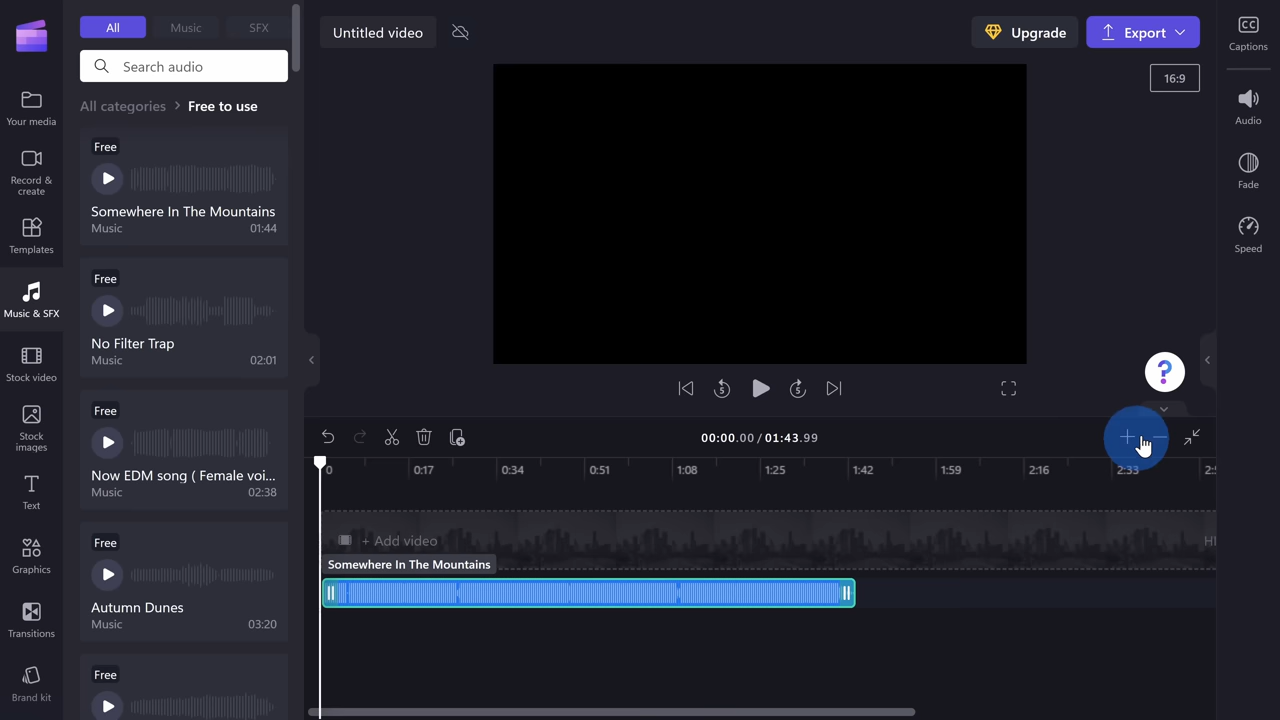 All
Music
SFX
Search audio
All categories > Free to use
Free
Somewhere In The Mountains
Music
01:44
Free
No Filter Trap
Music
02:01
Free
Now EDM song ( Female voi...
Music
02:38
Free
Autumn Dunes
Music
03:20
Free
Your media
Record &
create
Templates
Music & SFX
Stock video
Stock
images
Text
Graphics
Transitions
Brand kit
Untitled video
Upgrade
Export
16:9
CC
Captions
Audio
Fade
Speed
5
5
?
00:00.00 / 01:43.99
0
0:17
0:34
0:51
1:08
1:25
1:42
1:59
2:16
2:33
+ Add video
Somewhere In The Mountains